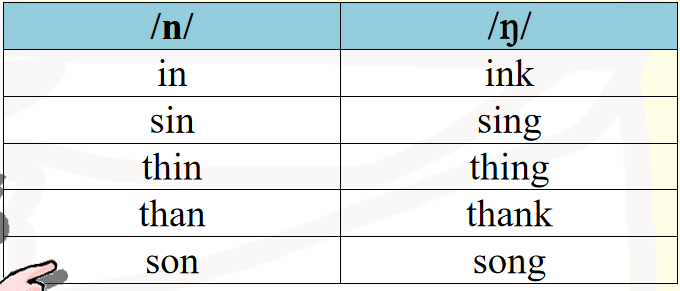 /n/ /ŋ/
in ink
sin sing
thin thing
than thank
son song